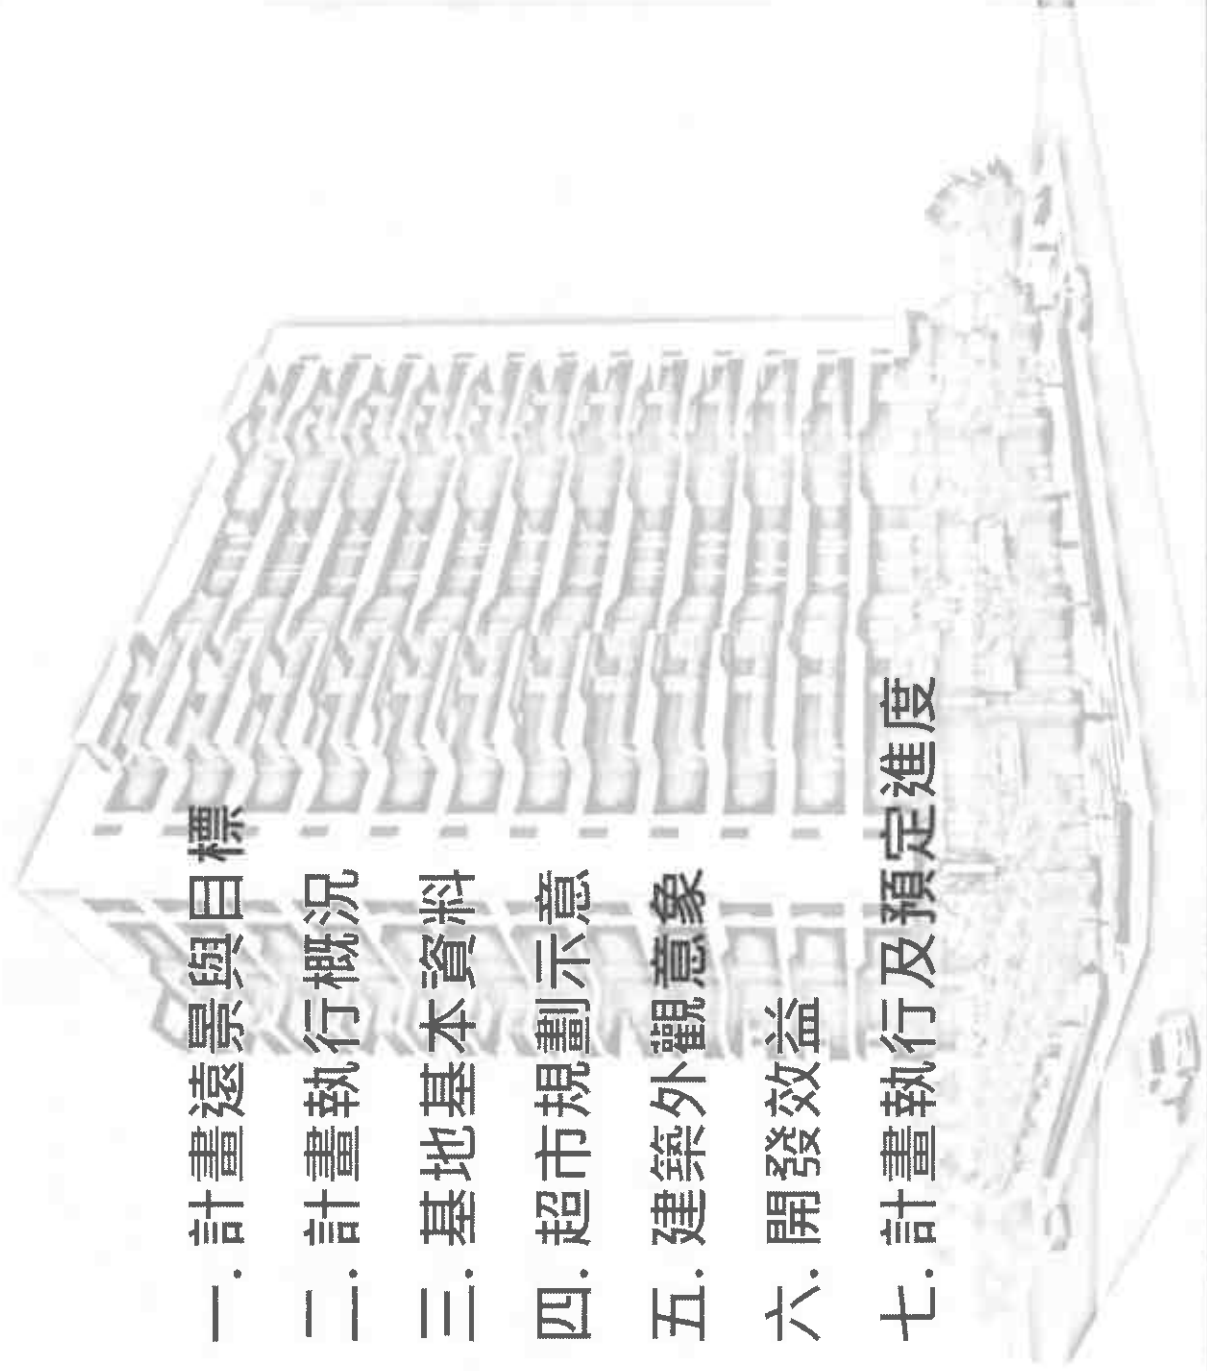 一. 計畫遠景與目標
二. 計畫執行概況
三. 基地基本資料
四. 超市規劃示意
五. 建築外觀意象
六. 開發效益
七. 計畫執行及預定進度